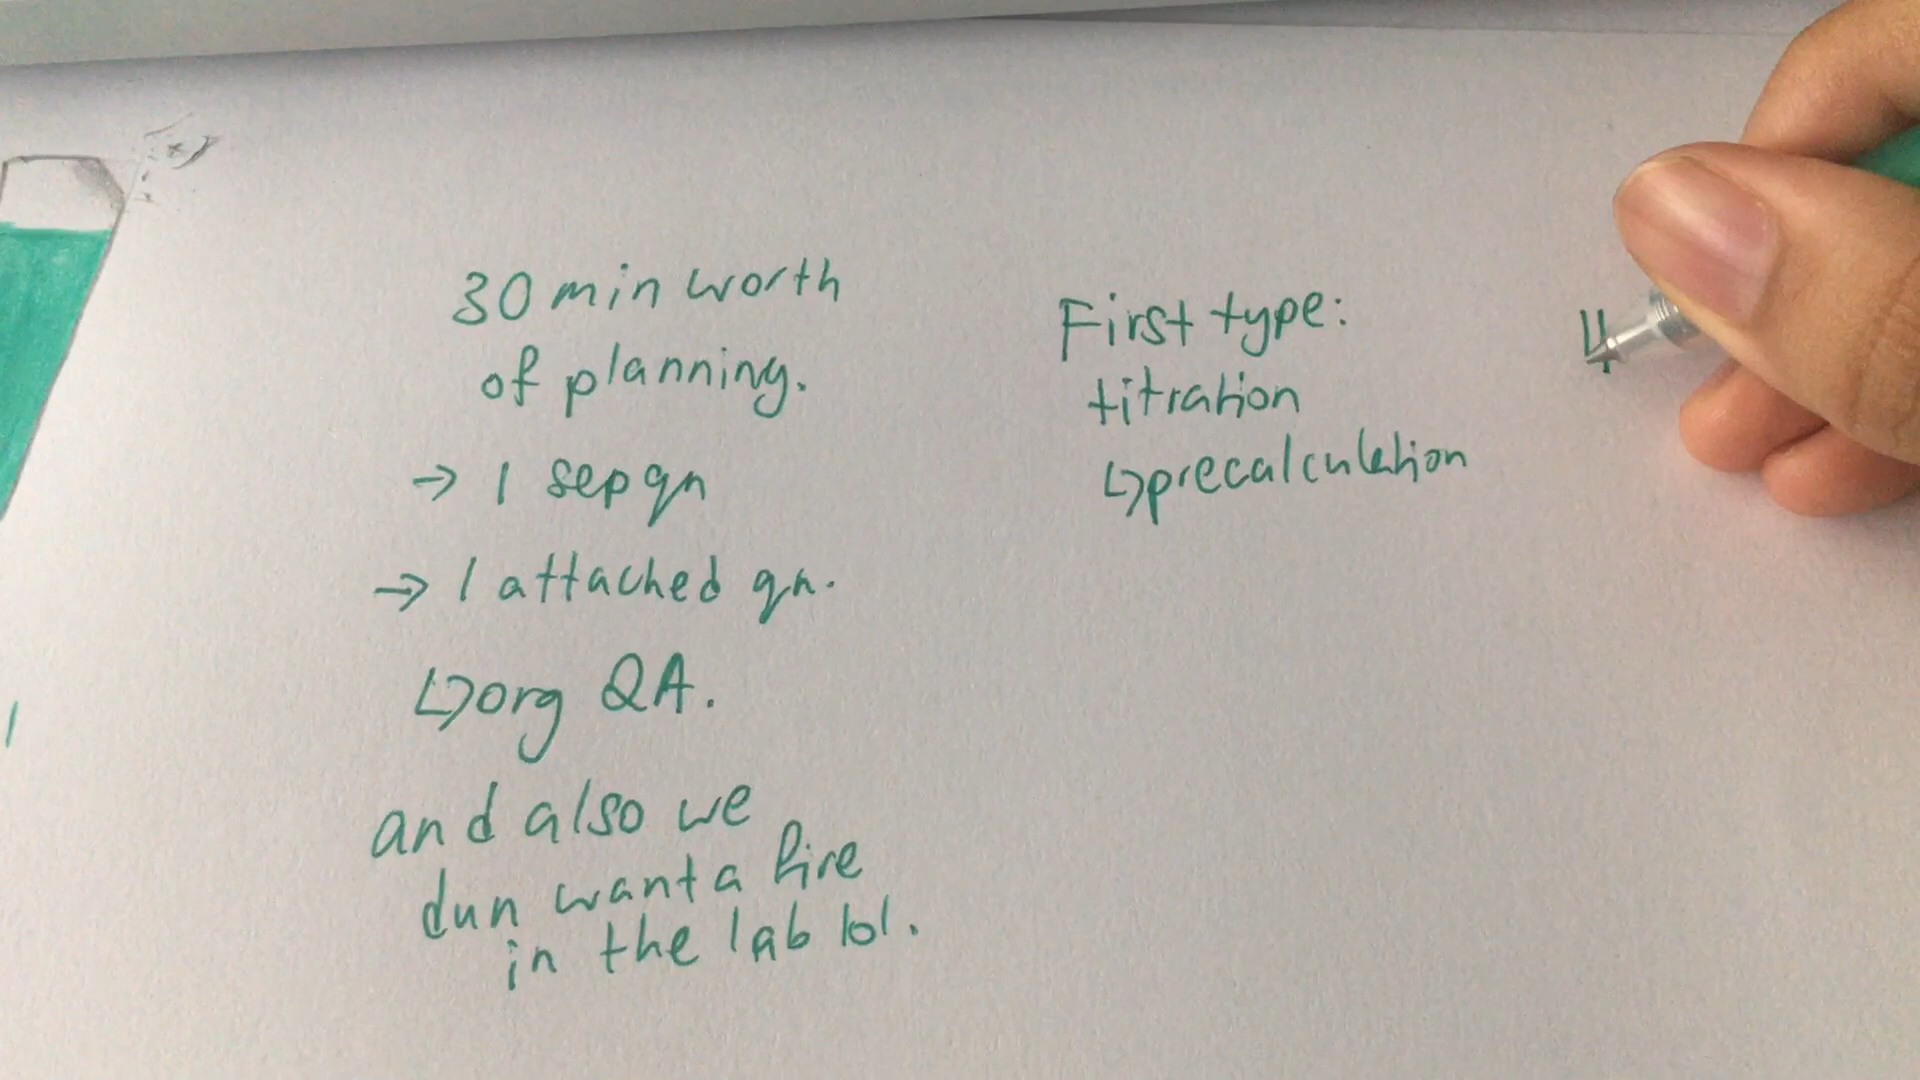 30 min worth
of planning.
→ 1 sep qn
→ 1 attached qn.
↳ org QA.
and also we
dun want a fire
in the lab lol.
First type:
titration
↳ precalculation
4